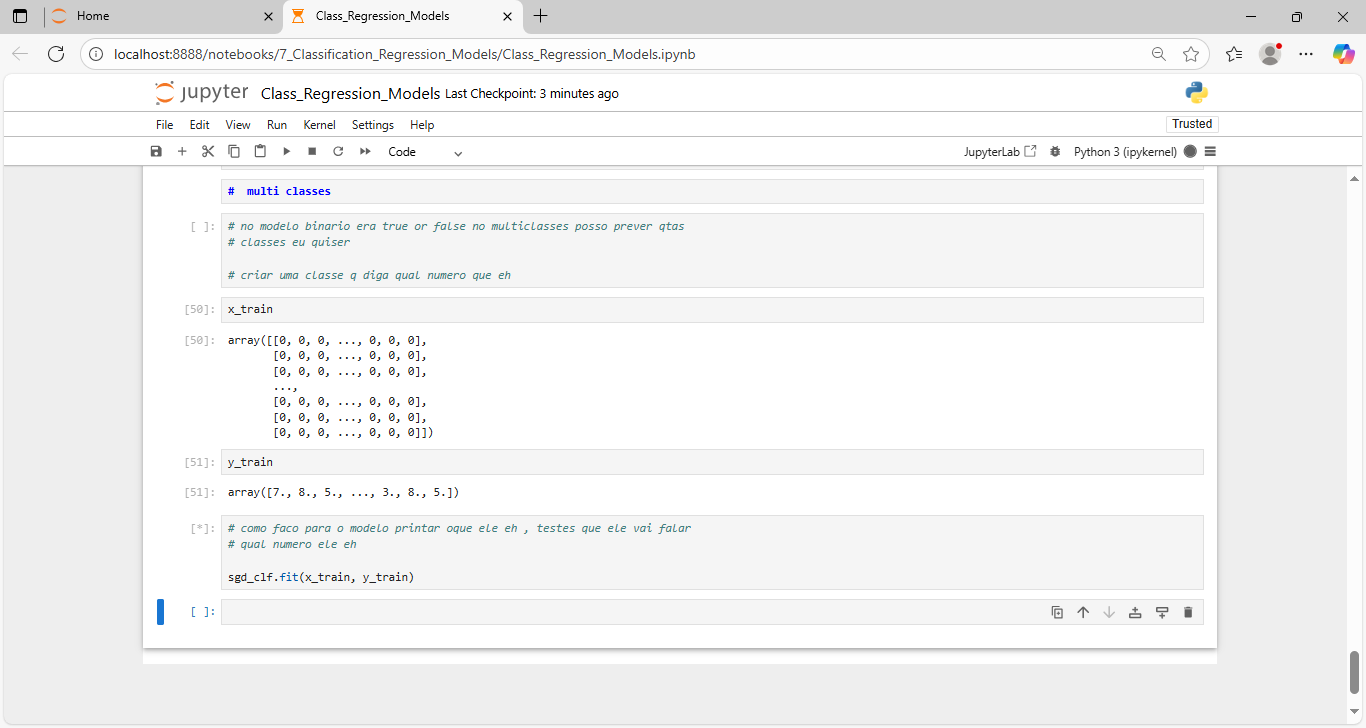 Home
Class_Regression_Models
localhost:8888/notebooks/7_Classification_Regression_Models/Class_Regression_Models.ipynb
jupyter Class_Regression_Models Last Checkpoint: 3 minutes ago
File Edit View Run Kernel Settings Help
Trusted
Code
JupyterLab
Python 3 (ipykernel)
# multi classes
[ ]: # no modelo binario era true or false no multiclasses posso prever qtas
# classes eu quiser
# criar uma classe q diga qual numero que eh
[50]: x_train
[50]: array([[0, 0, 0, ..., 0, 0, 0],
[0, 0, 0, ..., 0, 0, 0],
[0, 0, 0, ..., 0, 0, 0],
...,
[0, 0, 0, ..., 0, 0, 0],
[0, 0, 0, ..., 0, 0, 0],
[0, 0, 0, ..., 0, 0, 0]])
[51]: y_train
[51]: array([7., 8., 5., ..., 3., 8., 5.])
[*]: # como faco para o modelo printar oque ele eh , testes que ele vai falar
# qual numero ele eh
sgd_clf.fit(x_train, y_train)
[ ]: